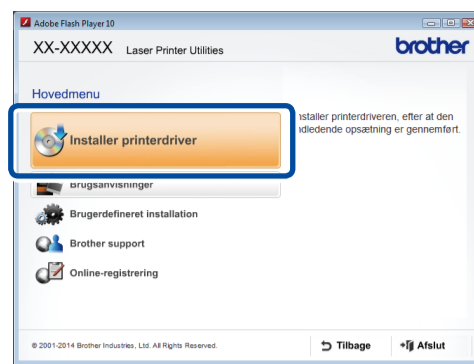 Adobe Flash Player 10
XX-XXXXX Laser Printer Utilities
brother
Hovedmenu
Installer printerdriver
nstaller printerdriveren, efter at den
ndledende opsætning er gennemført.
Brugsanvisninger
Brugerdefineret installation
Brother support
Online-registrering
© 2001-2014 Brother Industries, Ltd. All Rights Reserved.
Tilbage
Afslut